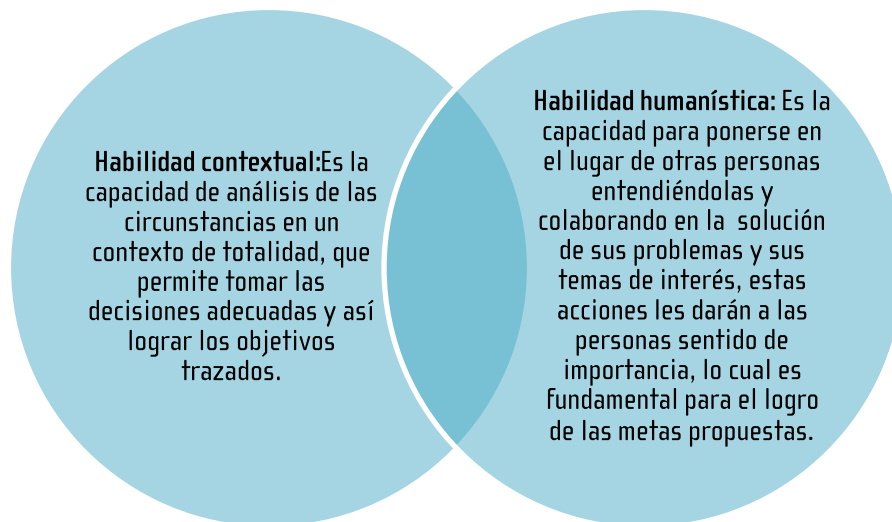 Habilidad contextual:Es la
capacidad de análisis de las
circunstancias en un
contexto de totalidad, que
permite tomar las
decisiones adecuadas y así
lograr los objetivos
trazados.
Habilidad humanística: Es la
capacidad para ponerse en
el lugar de otras personas
entendiéndolas y
colaborando en la solución
de sus problemas y sus
temas de interés, estas
acciones les darán a las
personas sentido de
importancia, lo cual es
fundamental para el logro
de las metas propuestas.